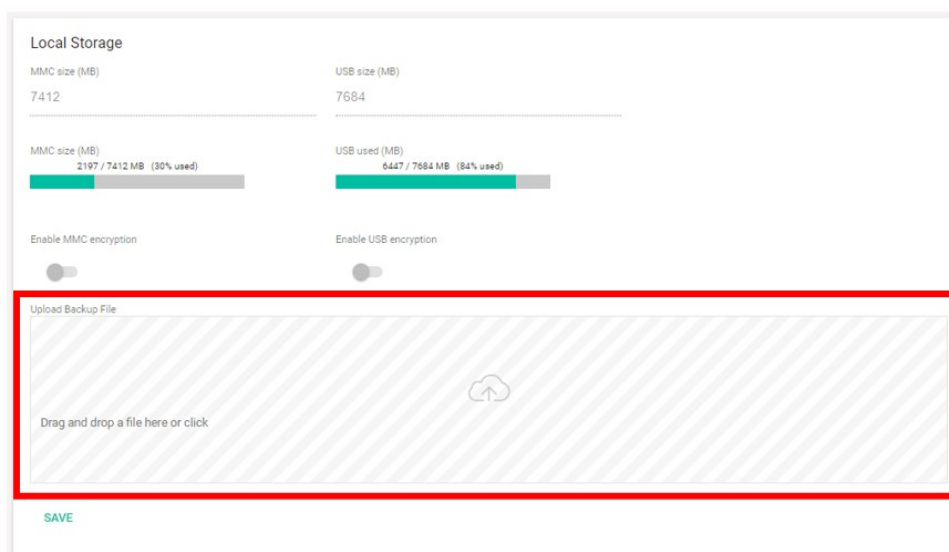 Local Storage
MMC size (MB) USB size (MB)
7412 7684
MMC size (MB) USB used (MB)
2197 / 7412 MB (30% used) 6447 / 7684 MB (84% used)
Enable MMC encryption Enable USB encryption
Upload Backup File
Drag and drop a file here or click
SAVE